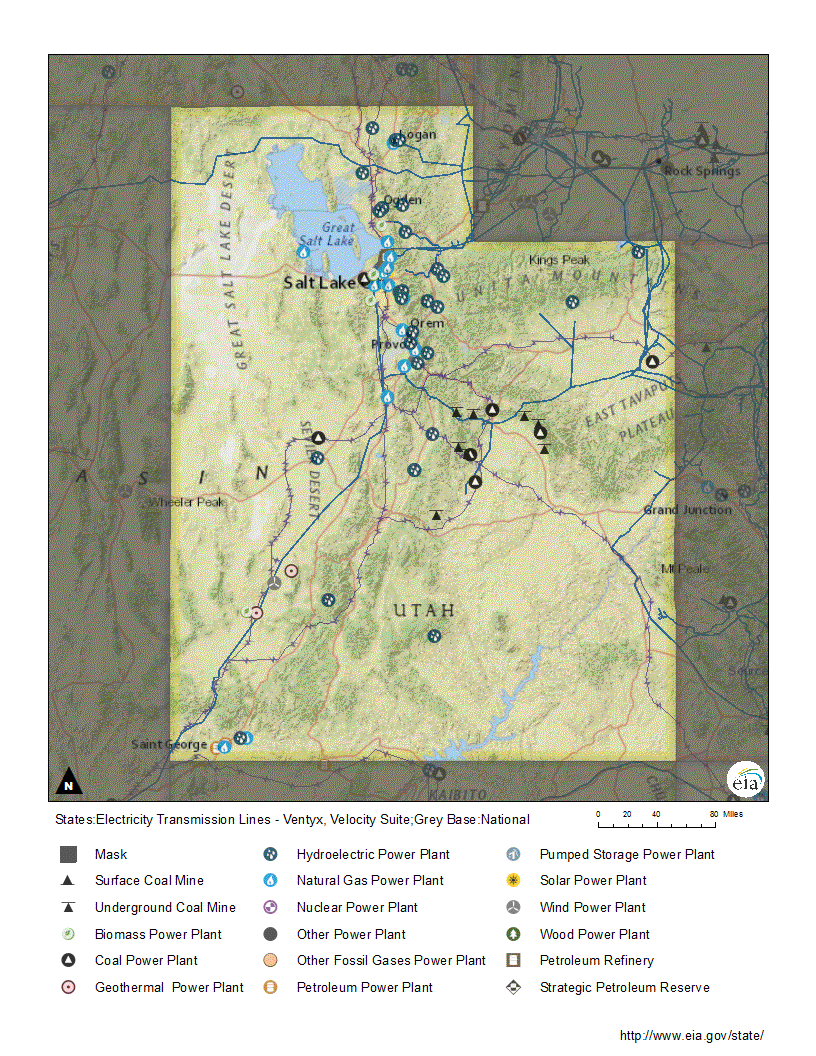 Logan
WYOMING
Rock Springs
Ogden
GREAT SALT LAKE DESERT
Great
Salt Lake
Kings Peak
Salt Lake
UNITA MOUNTAINS
Orem
Provo
EAST TAVAPUTS
PLATEAU
SEVIER DESERT
A S I N
Wheeler Peak
Grand Junction
Mt Peale
UTAH
Source
Saint George
KAIBITO
N
eia
States:Electricity Transmission Lines - Ventyx, Velocity Suite;Grey Base:National
0 20 40 80 Miles
Mask
Hydroelectric Power Plant
Pumped Storage Power Plant
Surface Coal Mine
Natural Gas Power Plant
Solar Power Plant
Underground Coal Mine
Nuclear Power Plant
Wind Power Plant
Biomass Power Plant
Other Power Plant
Wood Power Plant
Coal Power Plant
Other Fossil Gases Power Plant
Petroleum Refinery
Geothermal Power Plant
Petroleum Power Plant
Strategic Petroleum Reserve
http://www.eia.gov/state/